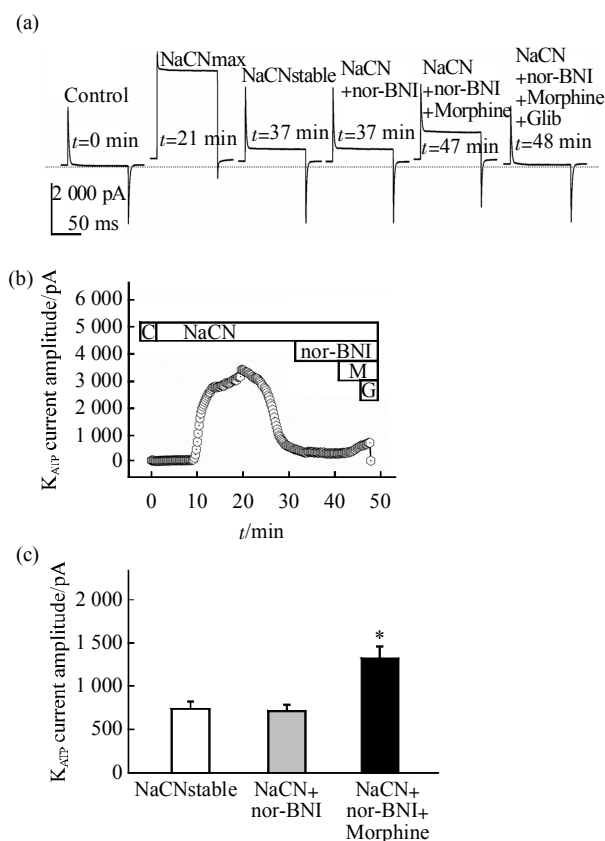 (a)
Control
t=0 min
NaCNmax
t=21 min
NaCNstable
t=37 min
NaCN
+nor-BNI
t=37 min
NaCN
+nor-BNI
+Morphine
t=47 min
NaCN
+nor-BNI
+Morphine
+Glib
t=48 min
2 000 pA
50 ms
(b)
K_ATP current amplitude/pA
6 000
5 000
4 000
3 000
2 000
1 000
0
C
NaCN
nor-BNI
M
G
0 10 20 30 40 50
t/min
(c)
K_ATP current amplitude/pA
2 000
1 500
1 000
500
0
*
NaCNstable
NaCN+
nor-BNI
NaCN+
nor-BNI+
Morphine